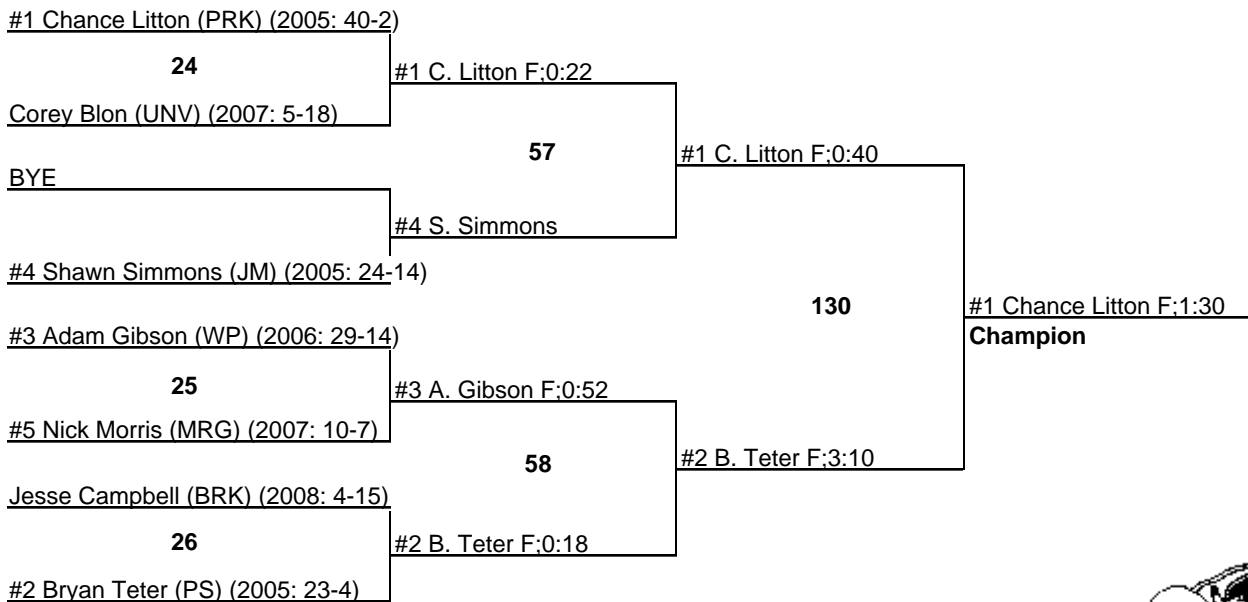 #1 Chance Litton (PRK) (2005: 40-2)
24
#1 C. Litton F;0:22
Corey Blon (UNV) (2007: 5-18)
57
#1 C. Litton F;0:40
BYE
#4 S. Simmons
#4 Shawn Simmons (JM) (2005: 24-14)
130
#1 Chance Litton F;1:30
Champion
#3 Adam Gibson (WP) (2006: 29-14)
25
#3 A. Gibson F;0:52
#5 Nick Morris (MRG) (2007: 10-7)
58
#2 B. Teter F;3:10
Jesse Campbell (BRK) (2008: 4-15)
26
#2 B. Teter F;0:18
#2 Bryan Teter (PS) (2005: 23-4)